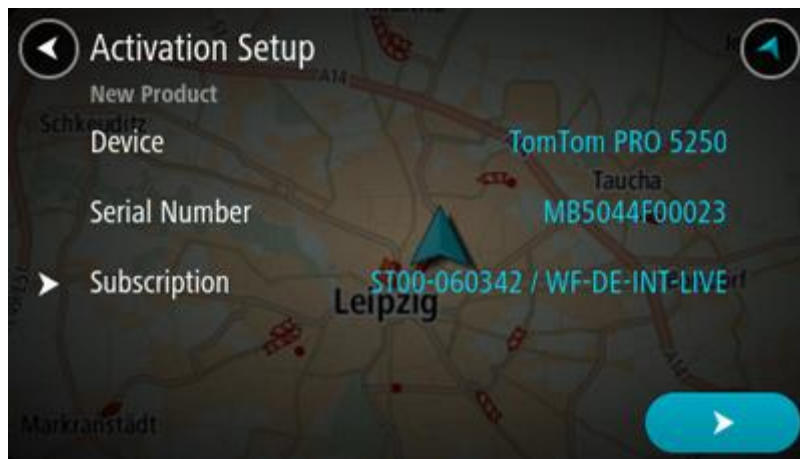 Activation Setup
New Product
A14
Schkeuditz
Device TomTom PRO 5250
Taucha
Serial Number MB5044F00023
Subscription ST00-060342 / WF-DE-INT-LIVE
Leipzig
A14
Markranstädt